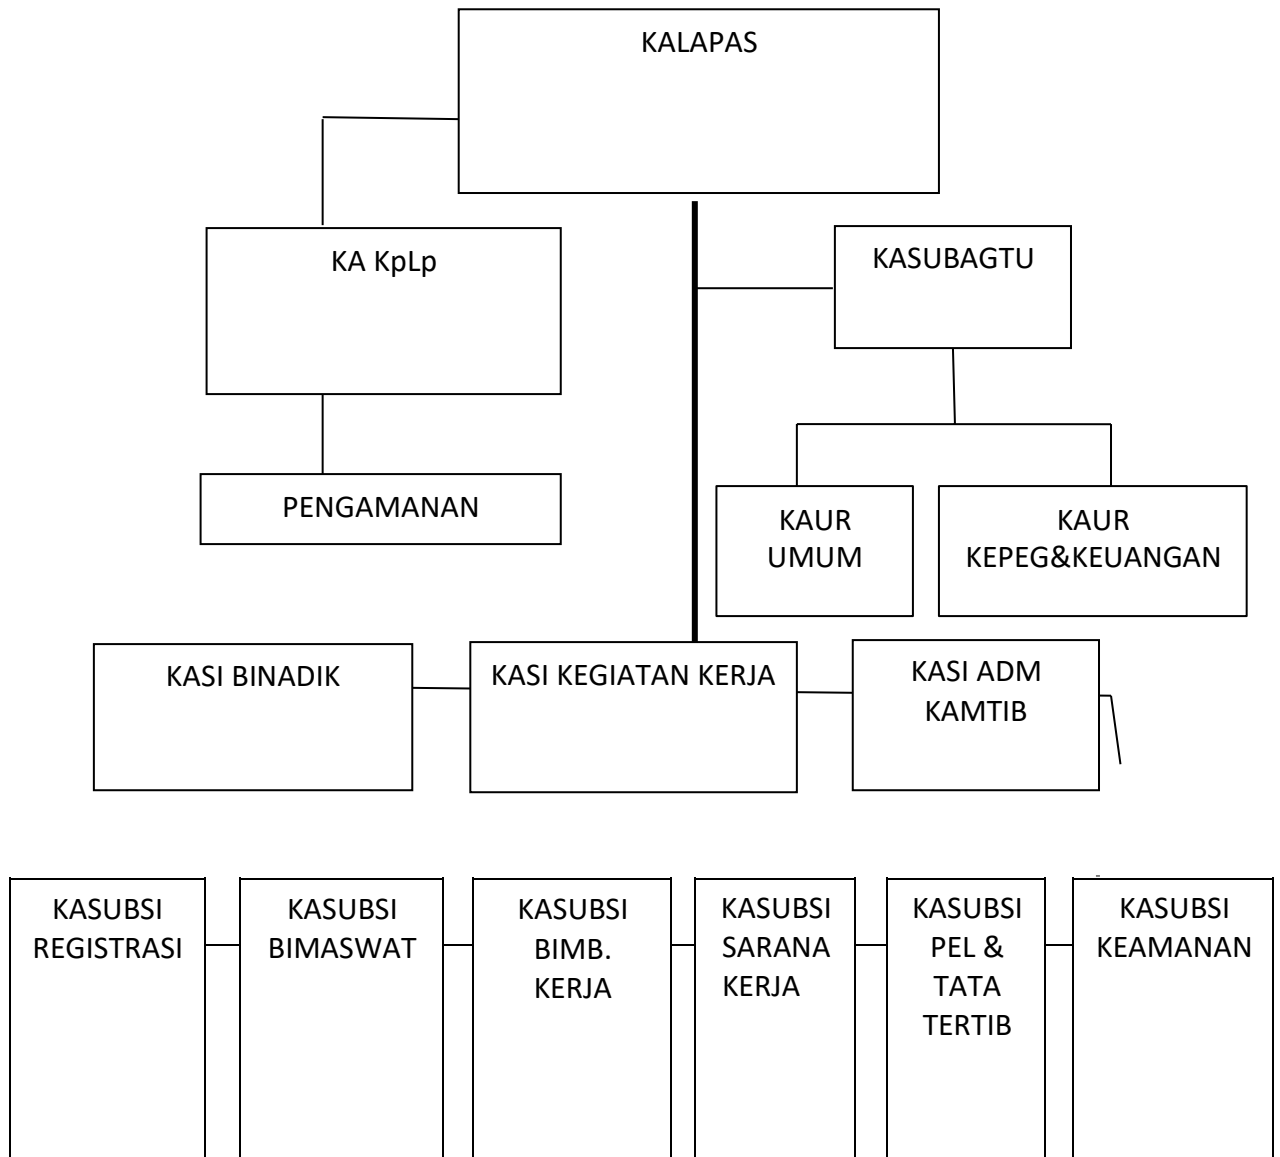 KALAPAS
KA KpLp
KASUBAGTU
PENGAMANAN
KAUR
UMUM
KAUR
KEPEG&KEUANGAN
KASI BINADIK
KASI KEGIATAN KERJA
KASI ADM
KAMTIB
KASUBSI
REGISTRASI
KASUBSI
BIMASWAT
KASUBSI
BIMB.
KERJA
KASUBSI
SARANA
KERJA
KASUBSI
PEL &
TATA
TERTIB
KASUBSI
KEAMANAN